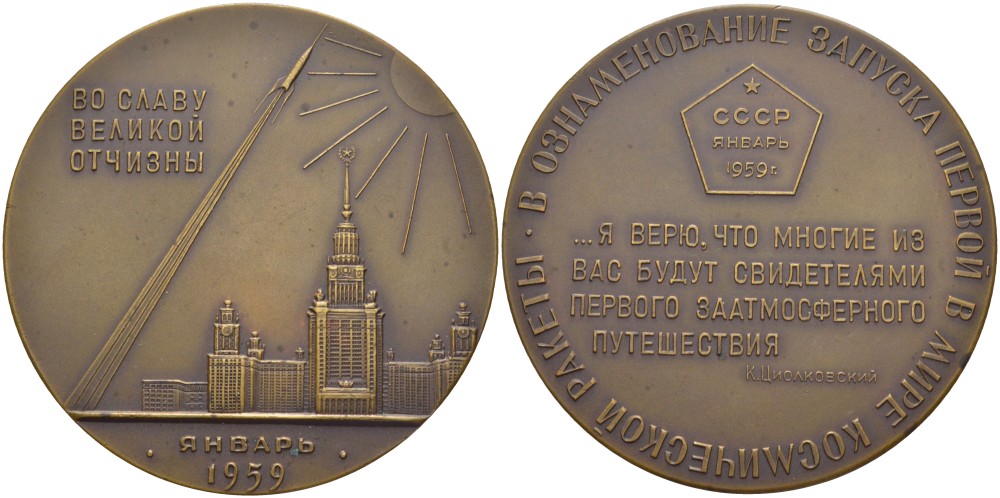 ВО СЛАВУ
ВЕЛИКОЙ
ОТЧИЗНЫ
ЯНВАРЬ
1959
В ОЗНАМЕНОВАНИЕ ЗАПУСКА ПЕРВОЙ В МИРЕ КОСМИЧЕСКОЙ РАКЕТЫ
СССР
ЯНВАРЬ
1959 г.
...Я ВЕРЮ, ЧТО МНОГИЕ ИЗ
ВАС БУДУТ СВИДЕТЕЛЯМИ
ПЕРВОГО ЗААТМОСФЕРНОГО
ПУТЕШЕСТВИЯ
К. ЦИОЛКОВСКИЙ